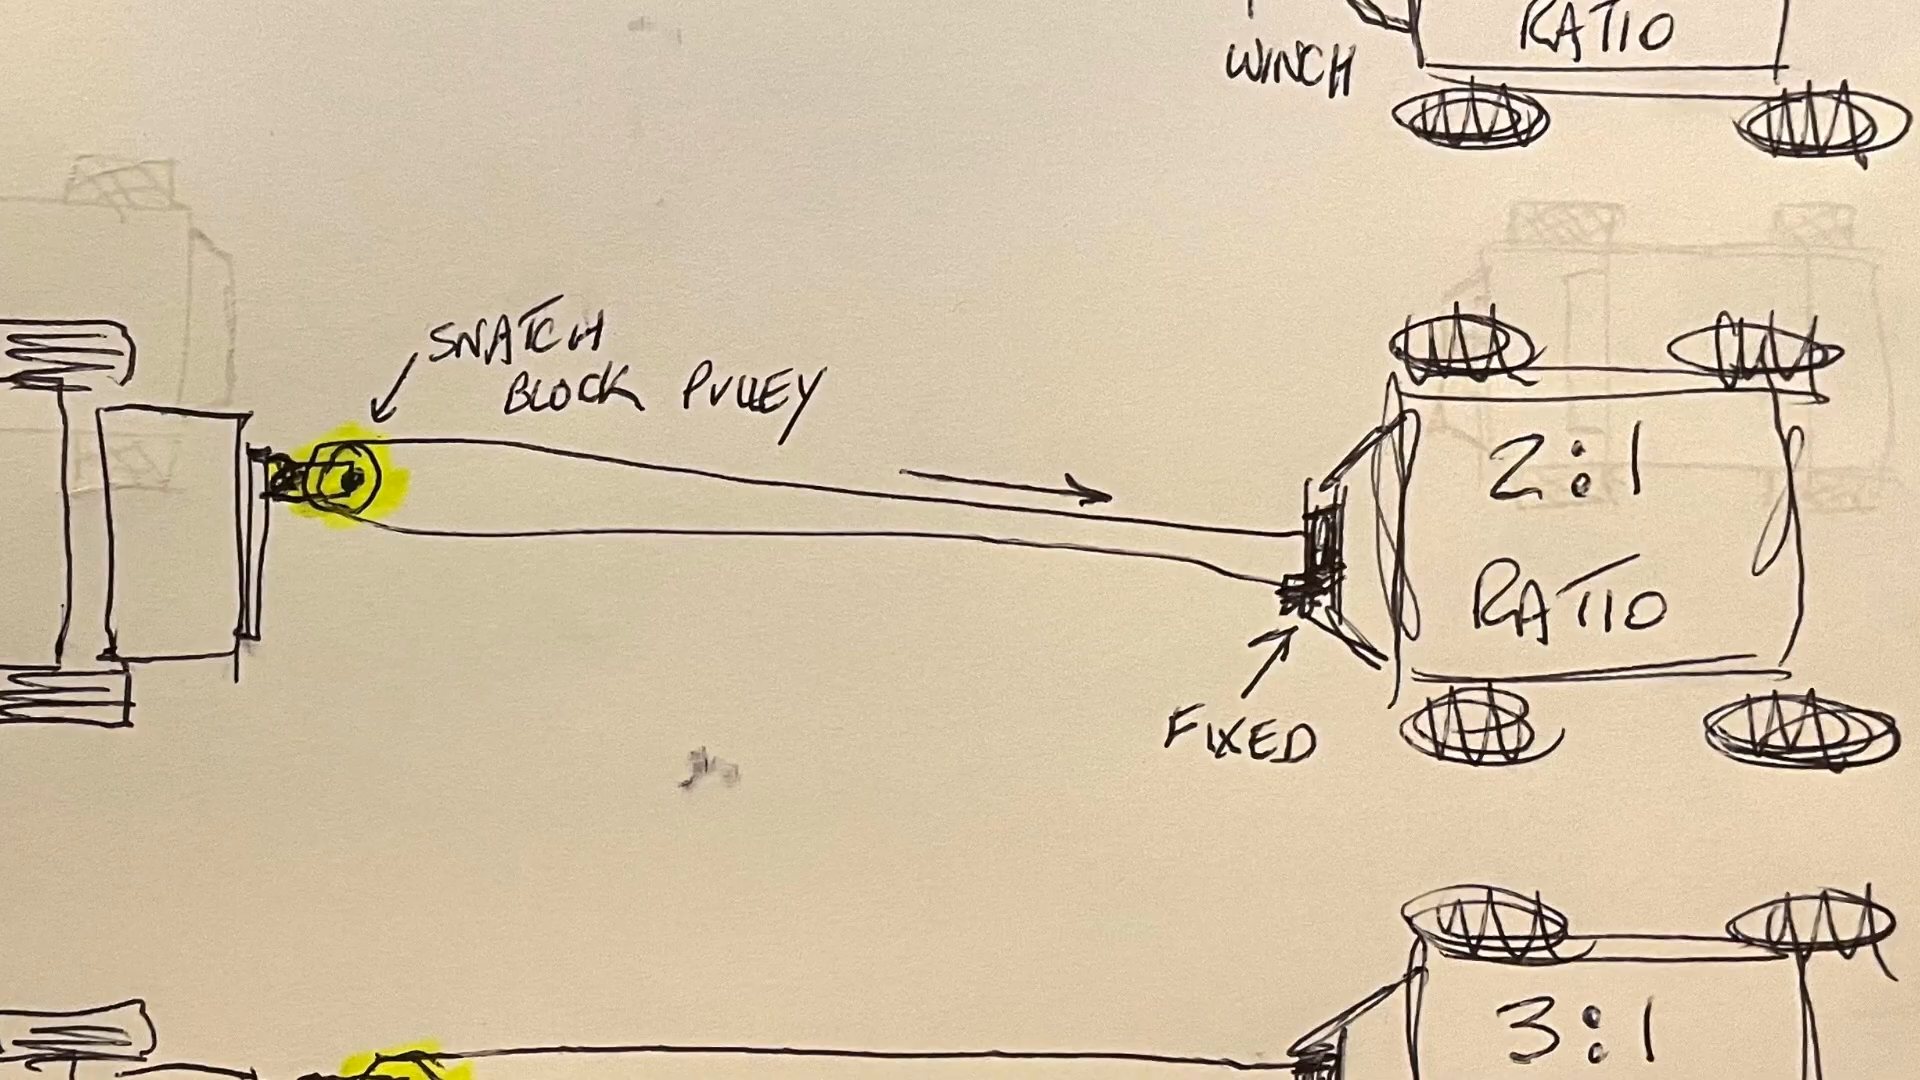 RATIO
WINCH
SNATCH
BLOCK PULLEY
2:1
RATIO
FIXED
3:1